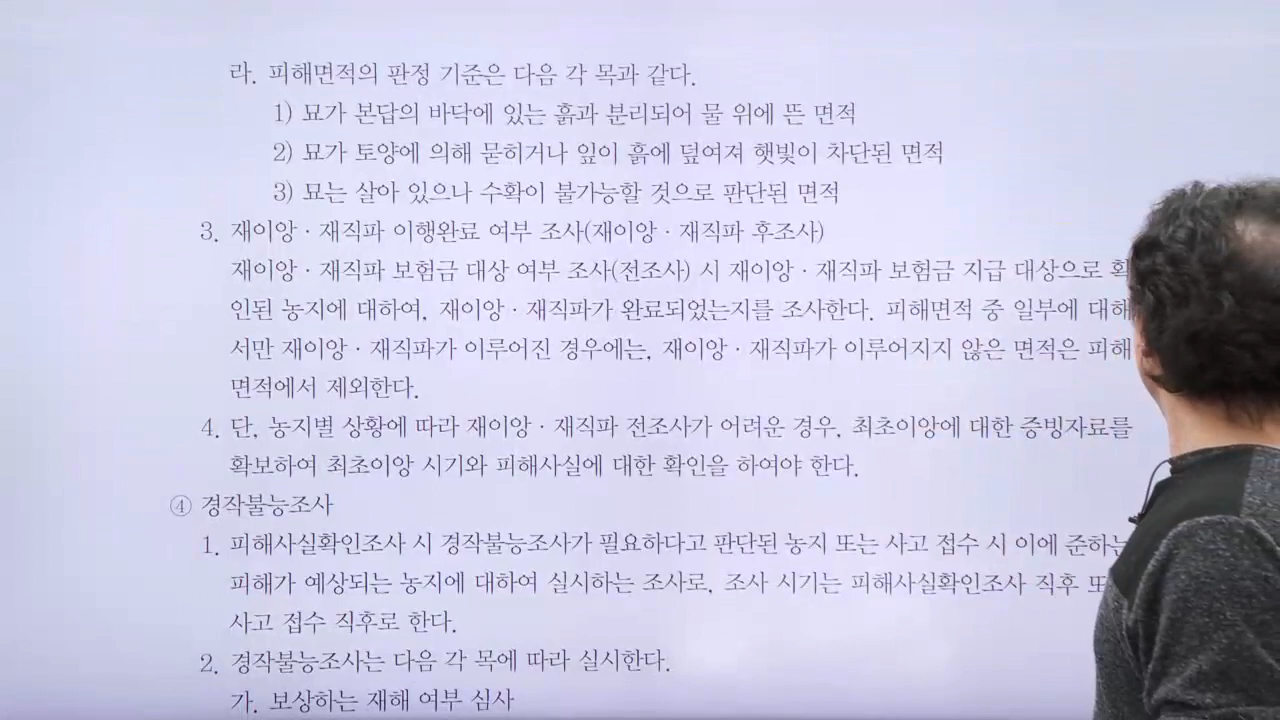 라. 피해면적의 판정 기준은 다음 각 목과 같다.
1) 묘가 본답의 바닥에 있는 흙과 분리되어 물 위에 뜬 면적
2) 묘가 토양에 의해 묻히거나 잎이 흙에 덮여져 햇빛이 차단된 면적
3) 묘는 살아 있으나 수확이 불가능할 것으로 판단된 면적
3. 재이앙 · 재직파 이행완료 여부 조사(재이앙 · 재직파 후조사)
재이앙 · 재직파 보험금 대상 여부 조사(전조사) 시 재이앙 · 재직파 보험금 지급 대상으로 확
인된 농지에 대하여, 재이앙 · 재직파가 완료되었는지를 조사한다. 피해면적 중 일부에 대해
서만 재이앙 · 재직파가 이루어진 경우에는, 재이앙 · 재직파가 이루어지지 않은 면적은 피해
면적에서 제외한다.
4. 단, 농지별 상황에 따라 재이앙 · 재직파 전조사가 어려운 경우, 최초이앙에 대한 증빙자료를
확보하여 최초이앙 시기와 피해사실에 대한 확인을 하여야 한다.
④ 경작불능조사
1. 피해사실확인조사 시 경작불능조사가 필요하다고 판단된 농지 또는 사고 접수 시 이에 준하는
피해가 예상되는 농지에 대하여 실시하는 조사로, 조사 시기는 피해사실확인조사 직후
사고 접수 직후로 한다.
2. 경작불능조사는 다음 각 목에 따라 실시한다.
가. 보상하는 재해 여부 심사